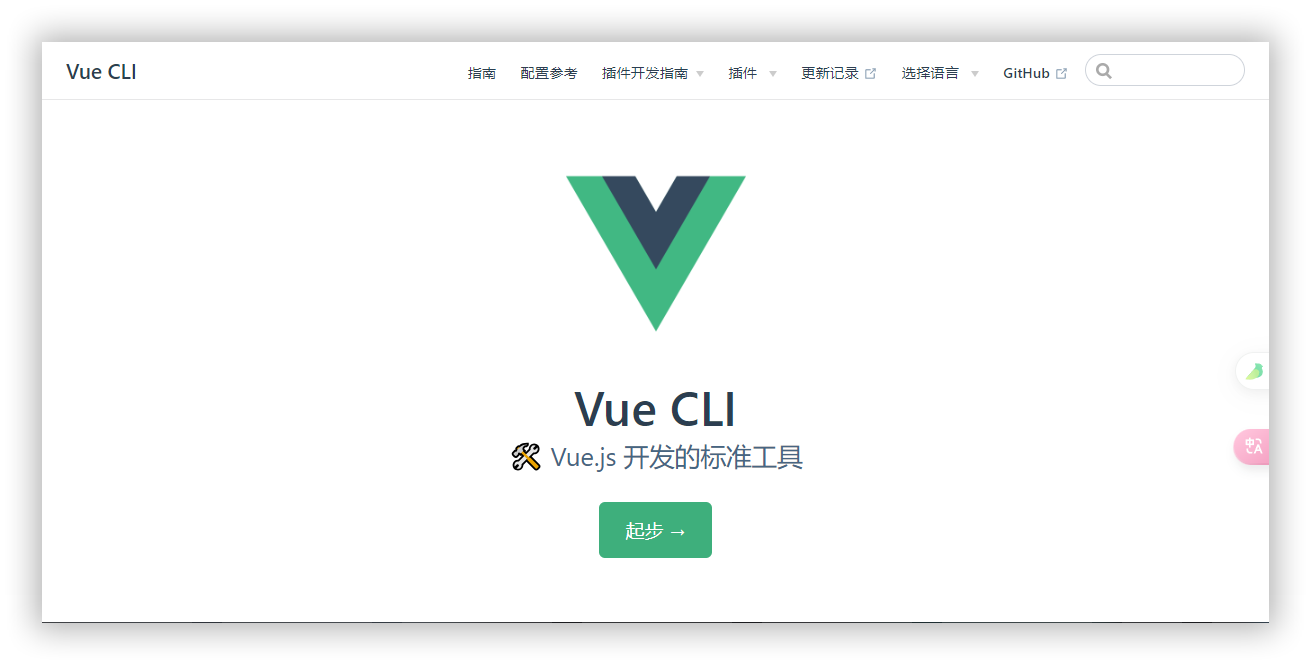 Vue CLI 指南 配置参考 插件开发指南 插件 更新记录 选择语言 GitHub
Vue CLI
🛠️ Vue.js 开发的标准工具
起步 →
中 A